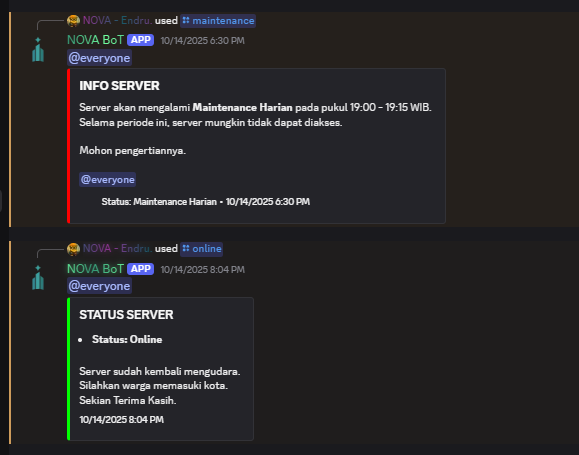 NOVA - Endru. used maintenance
NOVA BoT APP 10/14/2025 6:30 PM
@everyone
INFO SERVER
Server akan mengalami Maintenance Harian pada pukul 19:00 - 19:15 WIB.
Selama periode ini, server mungkin tidak dapat diakses.
Mohon pengertiannya.
@everyone
Status: Maintenance Harian • 10/14/2025 6:30 PM
NOVA - Endru. used online
NOVA BoT APP 10/14/2025 8:04 PM
@everyone
STATUS SERVER
• Status: Online
Server sudah kembali mengudara.
Silahkan warga memasuki kota.
Sekian Terima Kasih.
10/14/2025 8:04 PM